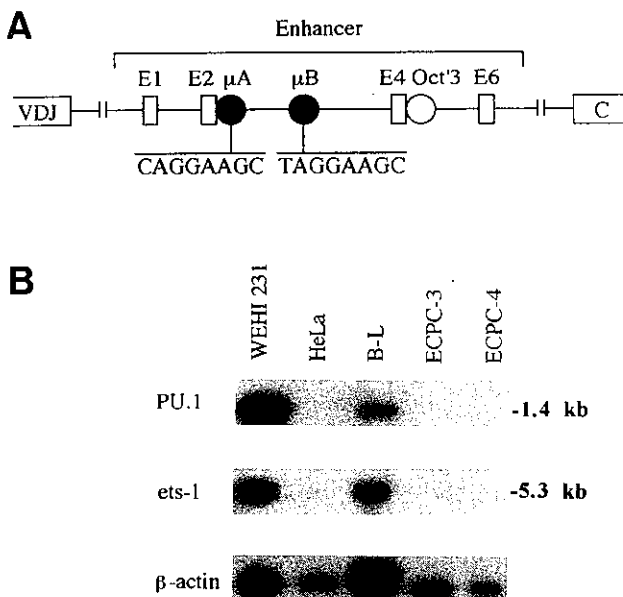 A
Enhancer
E1 E2 μA μB E4 Oct'3 E6
VDJ C
CAGGAAGC TAGGAAGC
B
WEHI 231 HeLa B-L ECPC-3 ECPC-4
PU.1 -1.4 kb
ets-1 -5.3 kb
β-actin